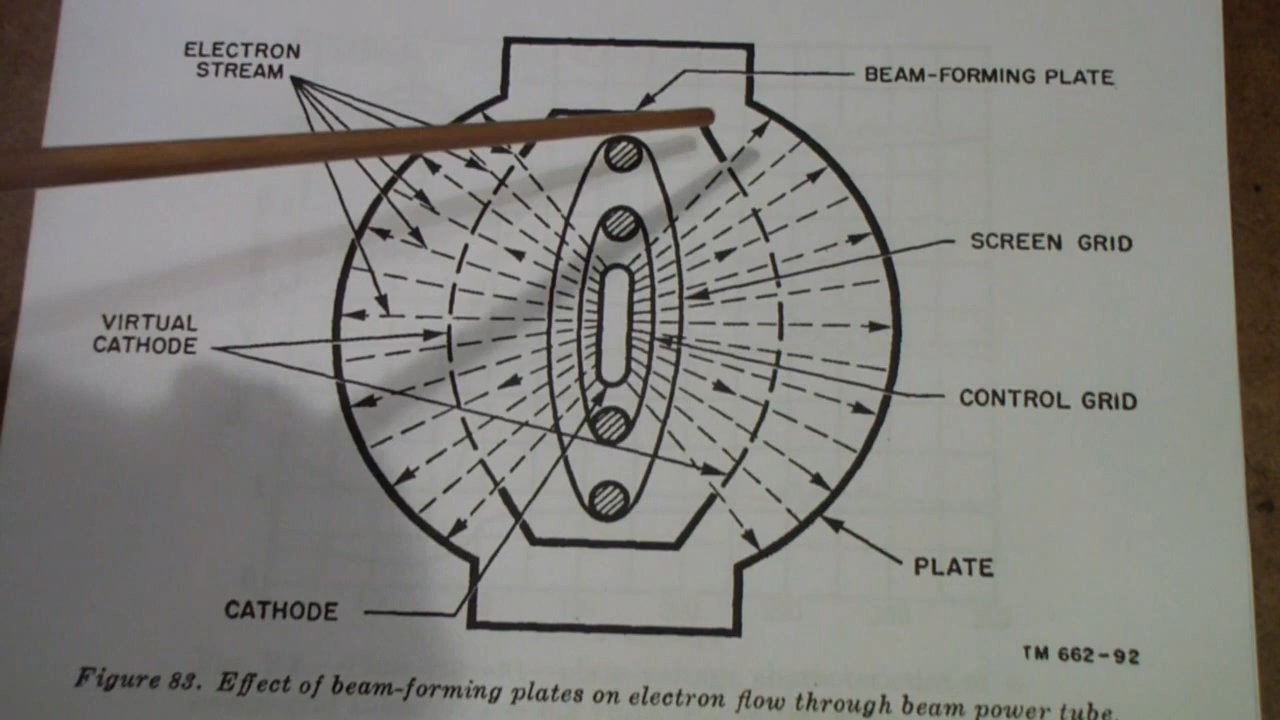 ELECTRON
STREAM
BEAM-FORMING PLATE
SCREEN GRID
VIRTUAL
CATHODE
CONTROL GRID
PLATE
CATHODE
TM 662-92
Figure 83. Effect of beam-forming plates on electron flow through beam power tube.